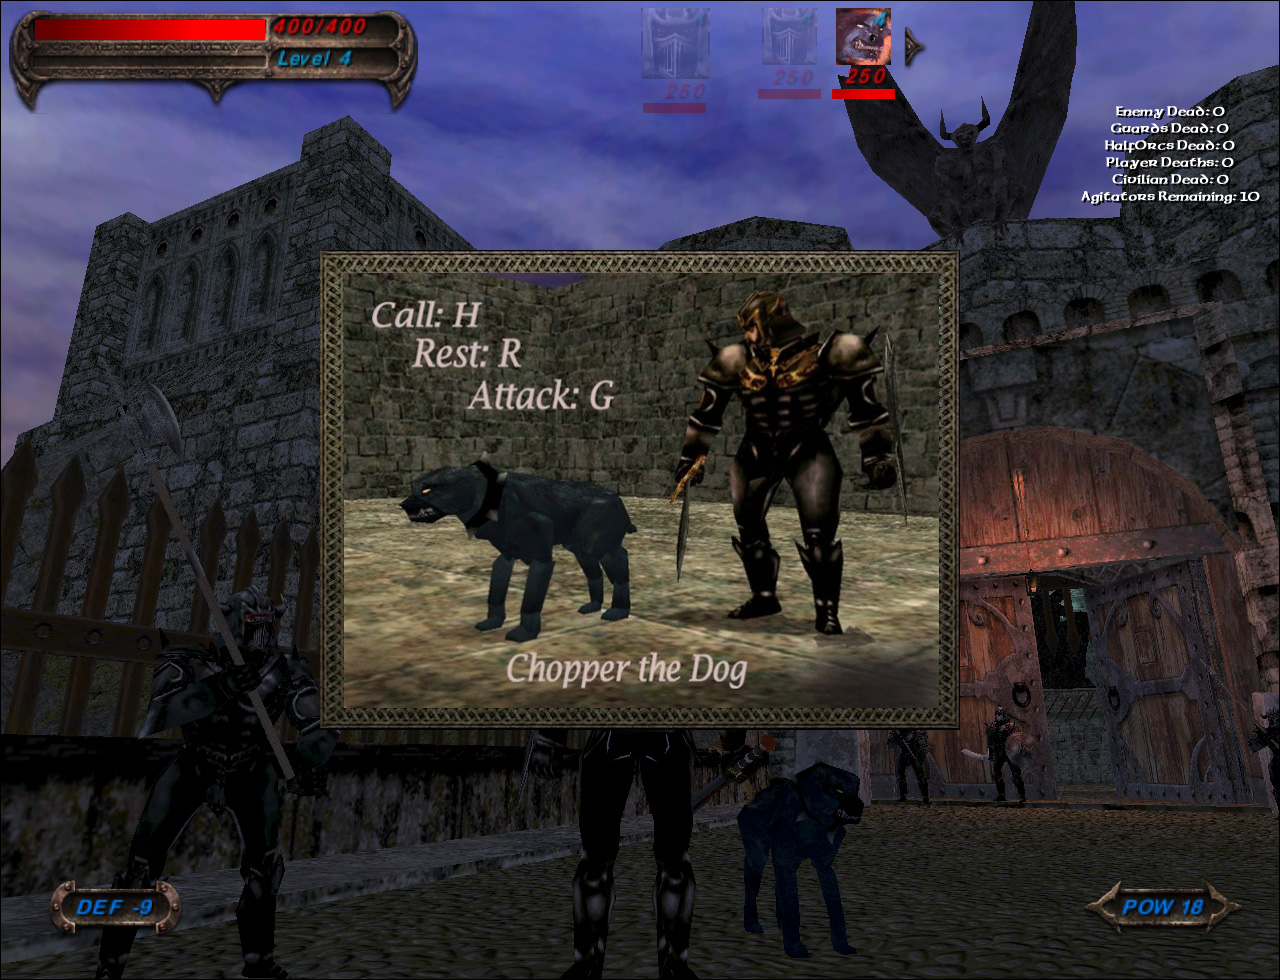 400/400
Level 4
250
250
250
Enemy Dead: 0
Guards Dead: 0
HalfOrcs Dead: 0
Player Deaths: 0
Civilian Dead: 0
Agitators Remaining: 10
Call: H
Rest: R
Attack: G
Chopper the Dog
DEF -9
POW 18